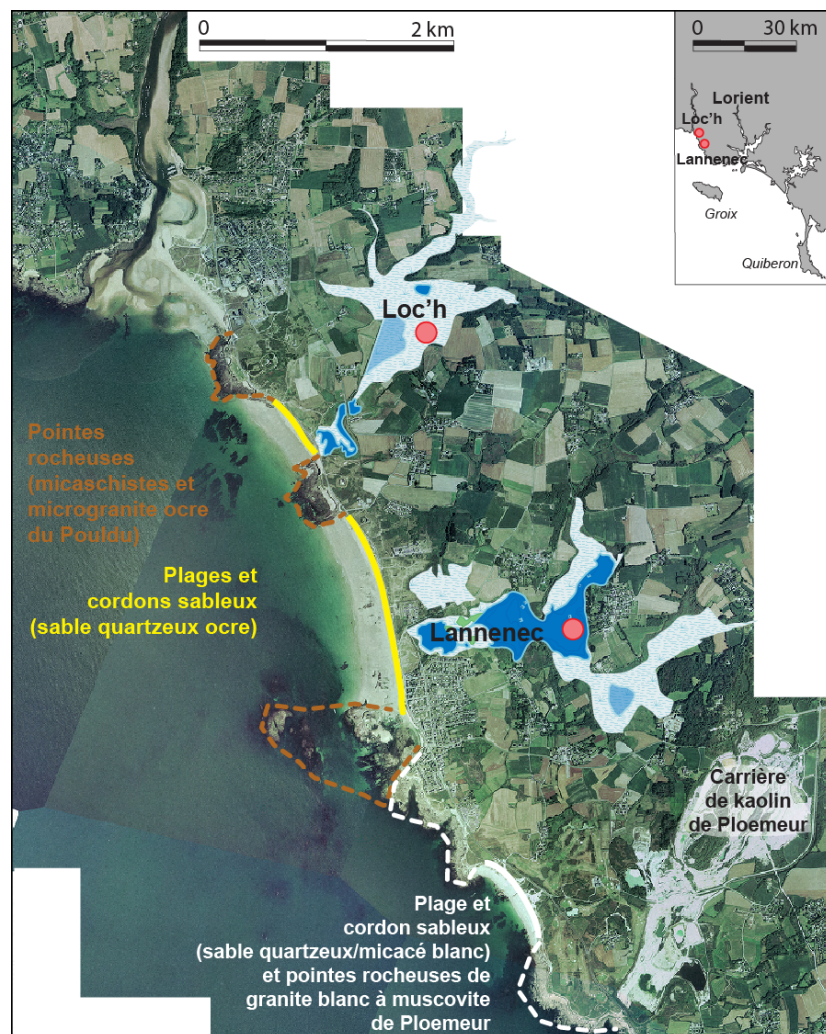 0 2 km
0 30 km
Lorient
Loc'h
Lannenec
Groix
Quiberon
Loc'h
Pointes
rocheuses
(micaschistes et
microgranite ocre
du Pouldu)
Plages et
cordons sableux
(sable quartzeux ocre)
Lannenec
Carrière
de kaolin
de Ploemeur
Plage et
cordon sableux
(sable quartzeux/micacé blanc)
et pointes rocheuses de
granite blanc à muscovite
de Ploemeur